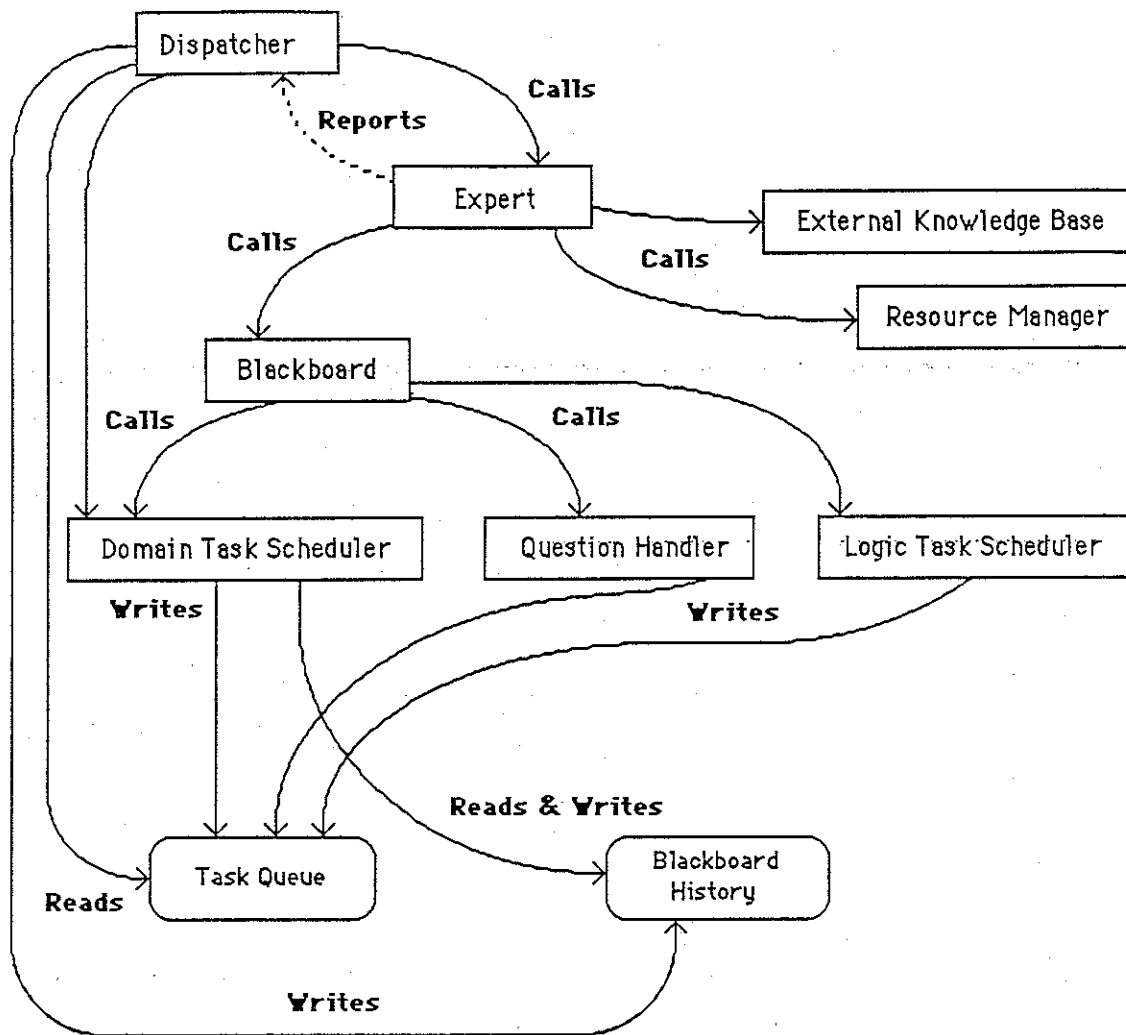 Dispatcher
Calls
Reports
Expert
External Knowledge Base
Calls
Calls
Resource Manager
Blackboard
Calls
Calls
Domain Task Scheduler
Question Handler
Logic Task Scheduler
Writes
Writes
Reads & Writes
Task Queue
Blackboard
History
Reads
Writes